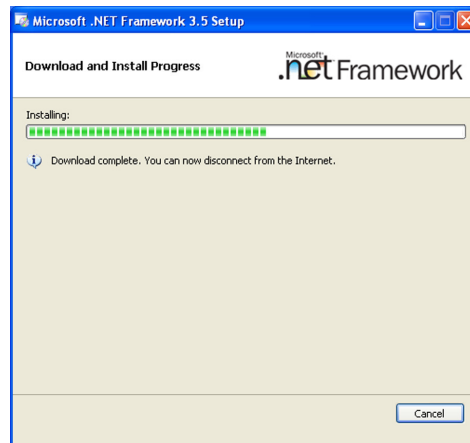 Microsoft .NET Framework 3.5 Setup
Download and Install Progress
Microsoft
.net Framework
Installing:
Download complete. You can now disconnect from the Internet.
Cancel